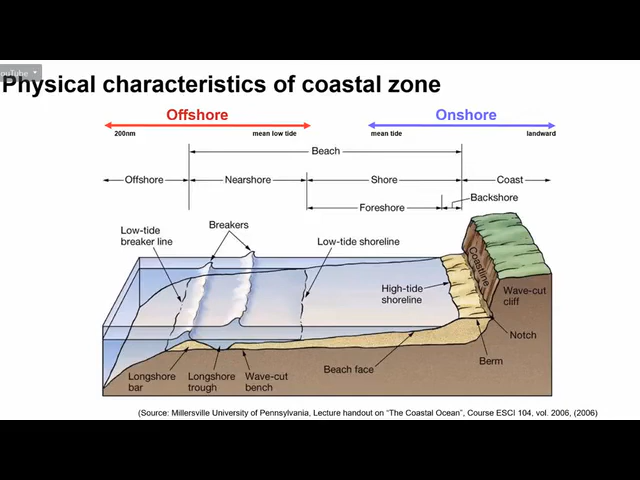 YouTube
Physical characteristics of coastal zone
Offshore
Onshore
200nm
mean low tide
mean tide
landward
Beach
Offshore
Nearshore
Shore
Coast
Backshore
Foreshore
Low-tide
breaker line
Breakers
Low-tide shoreline
Coastline
High-tide
shoreline
Wave-cut
cliff
Notch
Berm
Beach face
Longshore
bar
Longshore
trough
Wave-cut
bench
(Source: Millersville University of Pennsylvania, Lecture handout on “The Coastal Ocean”, Course ESCI 104, vol. 2006, (2006)